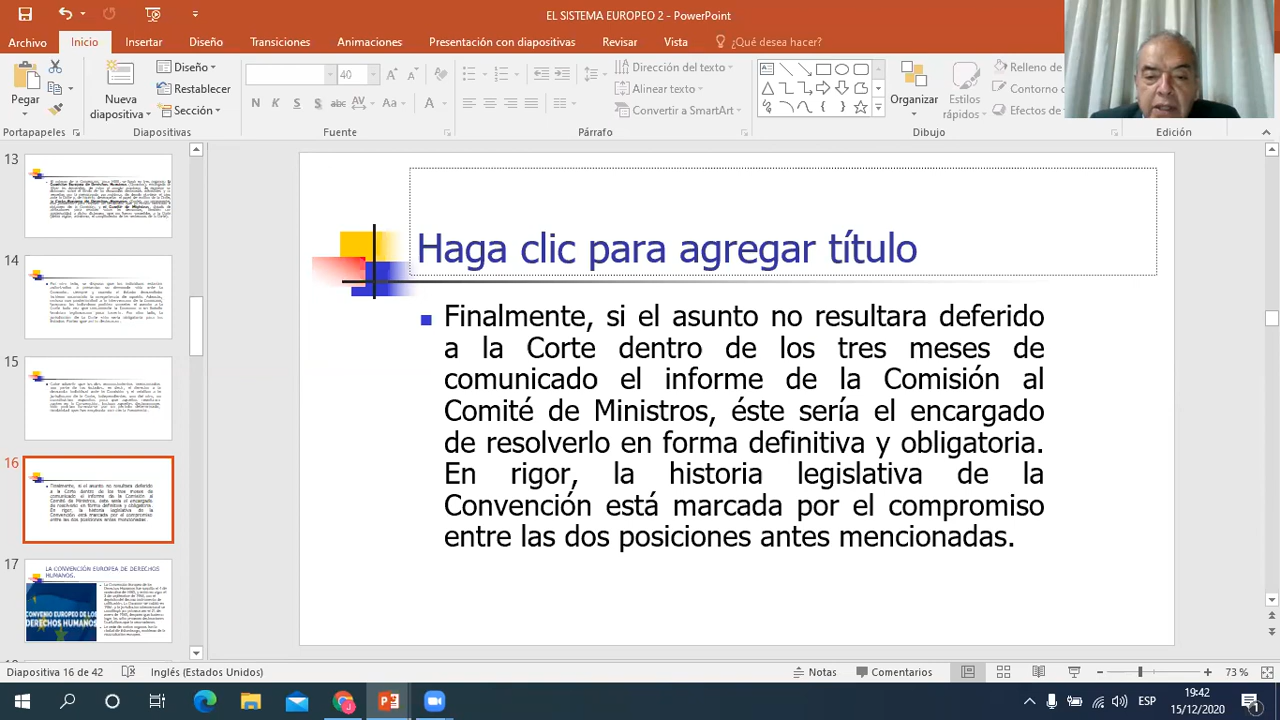 EL SISTEMA EUROPEO 2 - PowerPoint
Archivo Inicio Insertar Diseño Transiciones Animaciones Presentación con diapositivas Revisar Vista ¿Qué desea hacer?
Pegar
Nueva
diapositiva
Diseño
Restablecer
Sección
40
N K S S abc AV Aa A
Dirección del texto
Alinear texto
Convertir a SmartArt
Organizar
Estilos
rápidos
Relleno de
Contorno
Efectos de
Portapapeles Diapositivas Fuente Párrafo Dibujo Edición
13
14
15
16
17
LA CONVENCIÓN EUROPEA DE DERECHOS
HUMANOS.
CONVENIO EUROPEO DE LOS
DERECHOS HUMANOS
Haga clic para agregar título
Finalmente, si el asunto no resultara deferido
a la Corte dentro de los tres meses de
comunicado el informe de la Comisión al
Comité de Ministros, éste sería el encargado
de resolverlo en forma definitiva y obligatoria.
En rigor, la historia legislativa de la
Convención está marcada por el compromiso
entre las dos posiciones antes mencionadas.
Diapositiva 16 de 42 Inglés (Estados Unidos) Notas Comentarios 73 %
ESP
19:42
15/12/2020
1